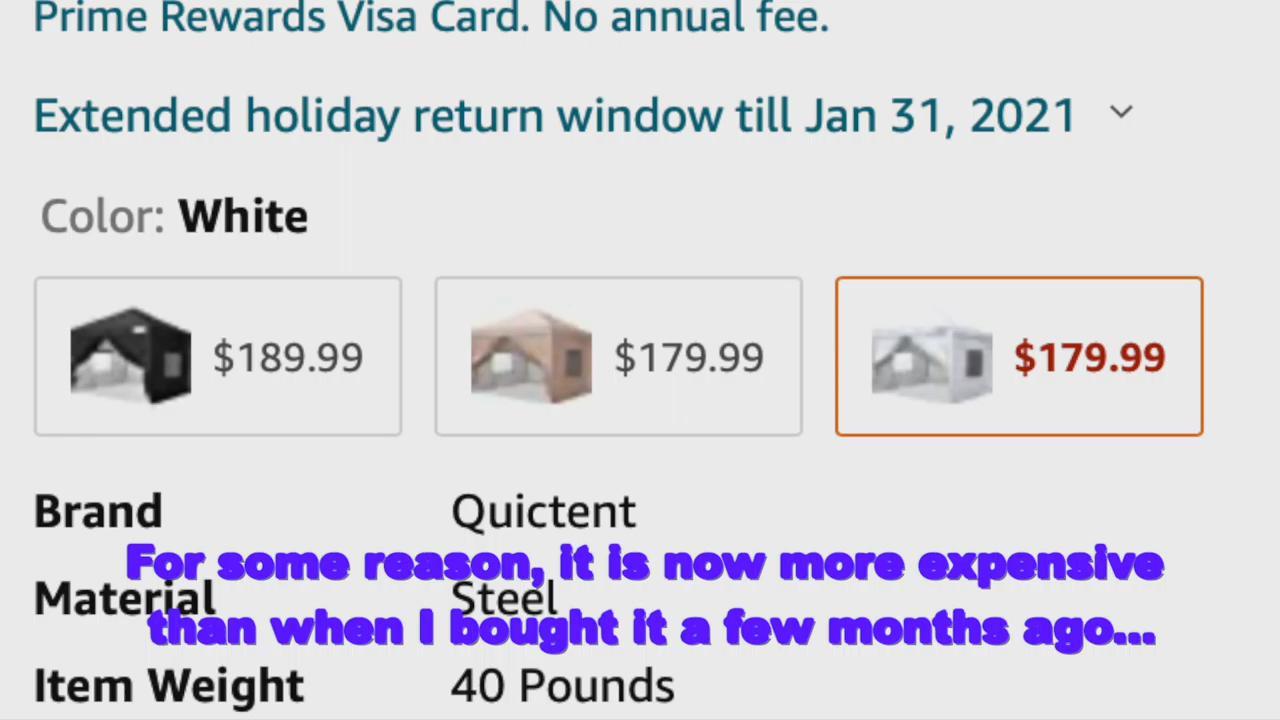 Prime Rewards Visa Card. No annual fee.
Extended holiday return window till Jan 31, 2021
Color: White
$189.99 $179.99 $179.99
Brand Quictent
For some reason, it is now more expensive
Material Steel
than when I bought it a few months ago...
Item Weight 40 Pounds